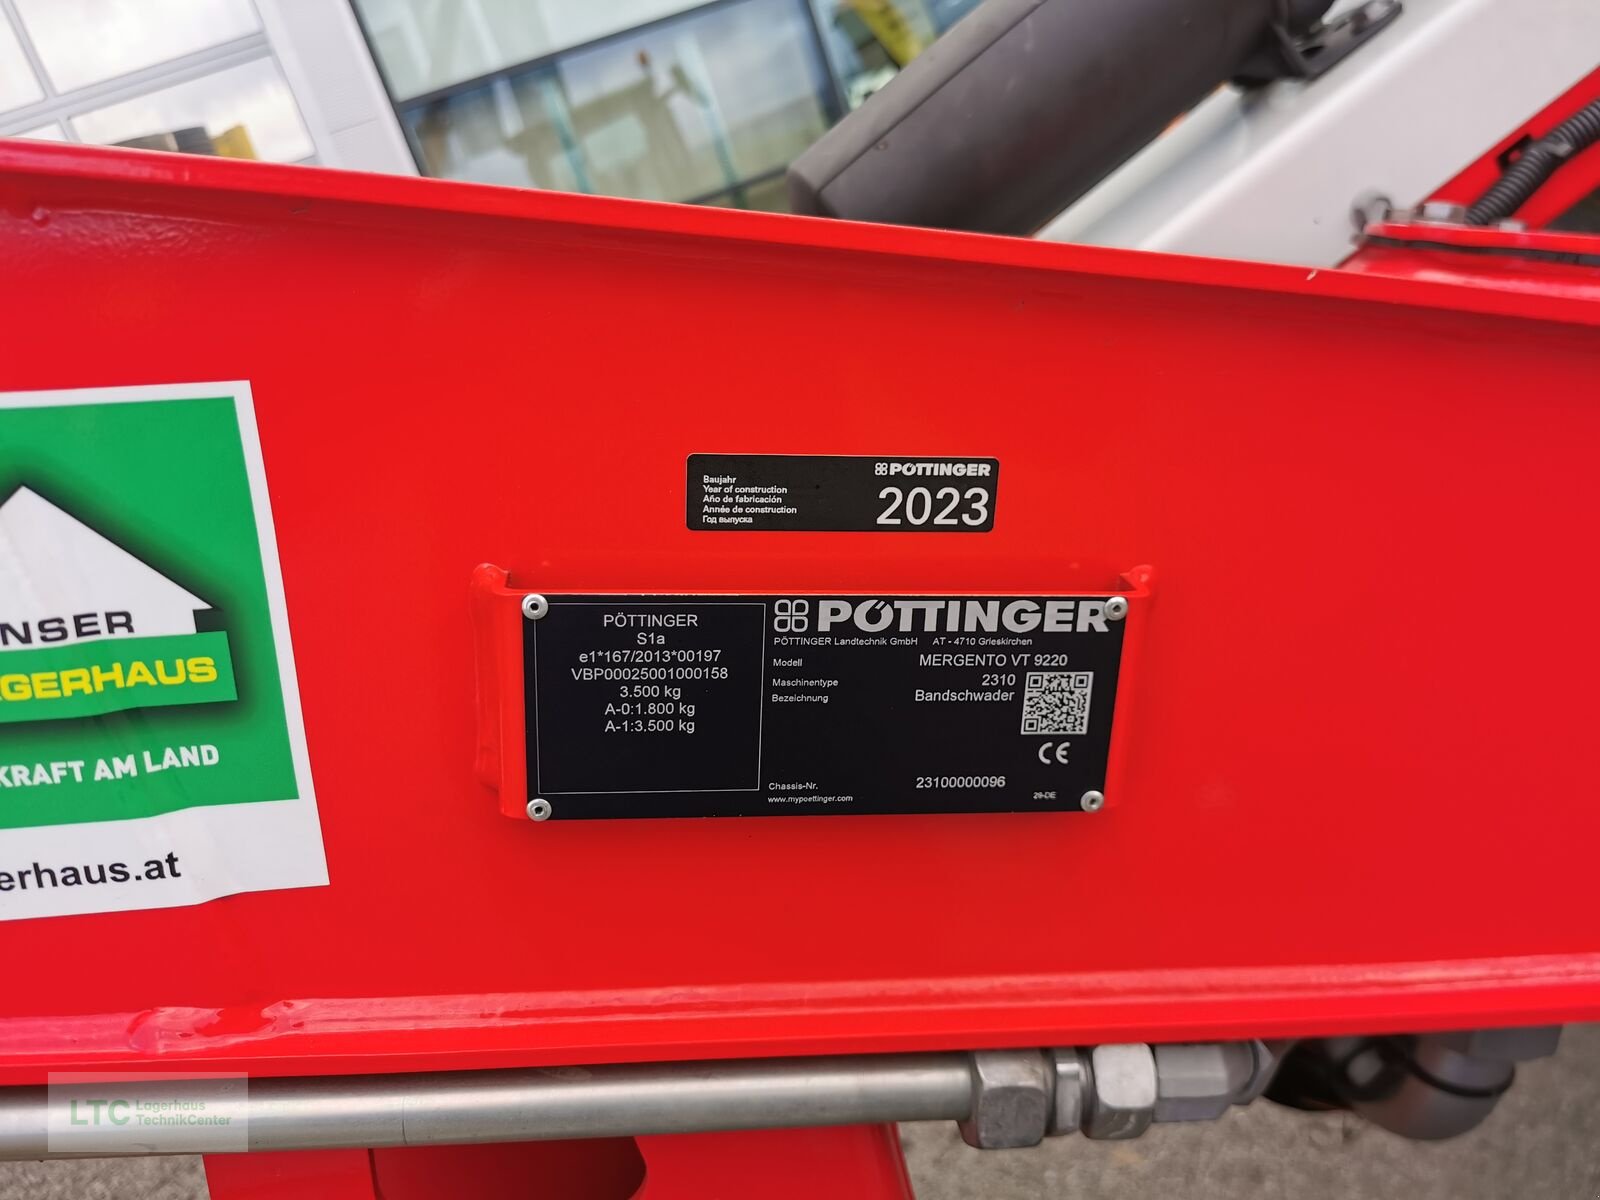 Baujahr
Year of construction
Año de fabricación
Année de construction
Год выпуска
PÖTTINGER
2023
PÖTTINGER
S1a
e1*167/2013*00197
VBP00025001000158
3.500 kg
A-0:1.800 kg
A-1:3.500 kg
PÖTTINGER
PÖTTINGER Landtechnik GmbH AT - 4710 Grieskirchen
Modell MERGENTO VT 9220
Maschinentype 2310
Bezeichnung Bandschwader
CE
Chassis-Nr. 23100000096
www.mypoettinger.com 29-DE
NSER
GERHAUS
KRAFT AM LAND
erhaus.at
LTC Lagerhaus
TechnikCenter